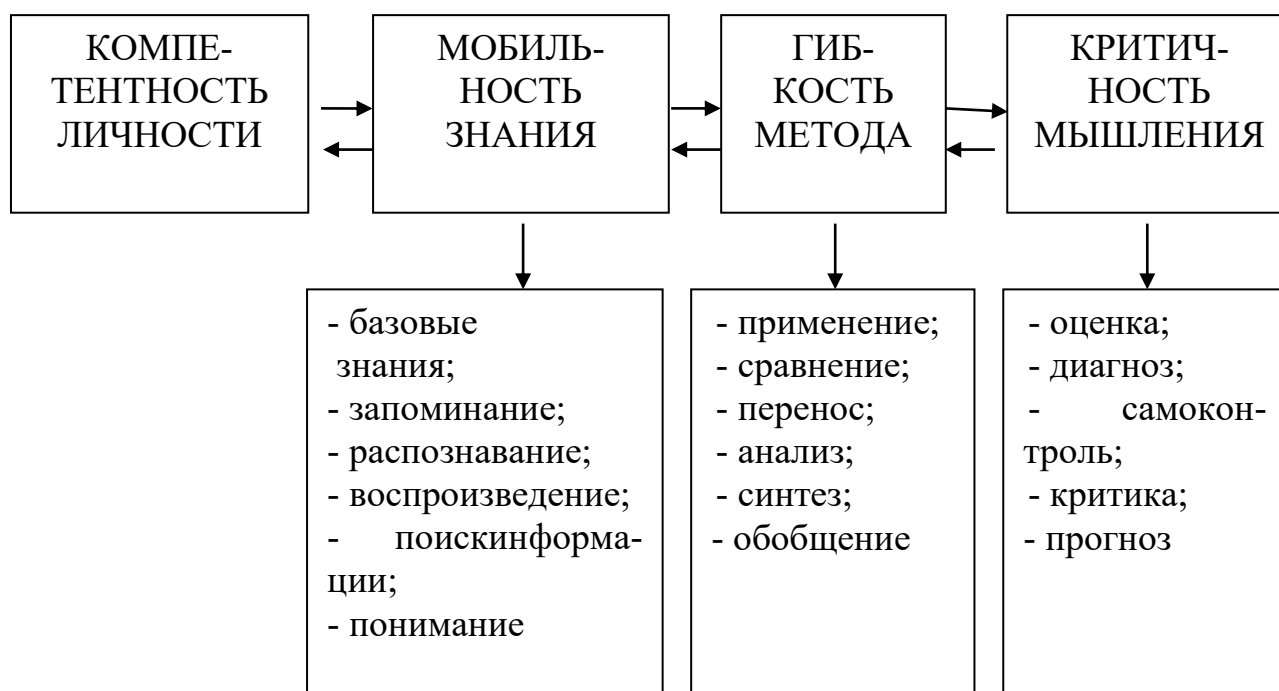 КОМПЕ-
ТЕНТНОСТЬ
ЛИЧНОСТИ
МОБИЛЬ-
НОСТЬ
ЗНАНИЯ
ГИБ-
КОСТЬ
МЕТОДА
КРИТИЧ-
НОСТЬ
МЫШЛЕНИЯ
- базовые
знания;
- запоминание;
- распознавание;
- воспроизведение;
- поискинформа-
ции;
- понимание
- применение;
- сравнение;
- перенос;
- анализ;
- синтез;
- обобщение
- оценка;
- диагноз;
- самокон-
троль;
- критика;
- прогноз